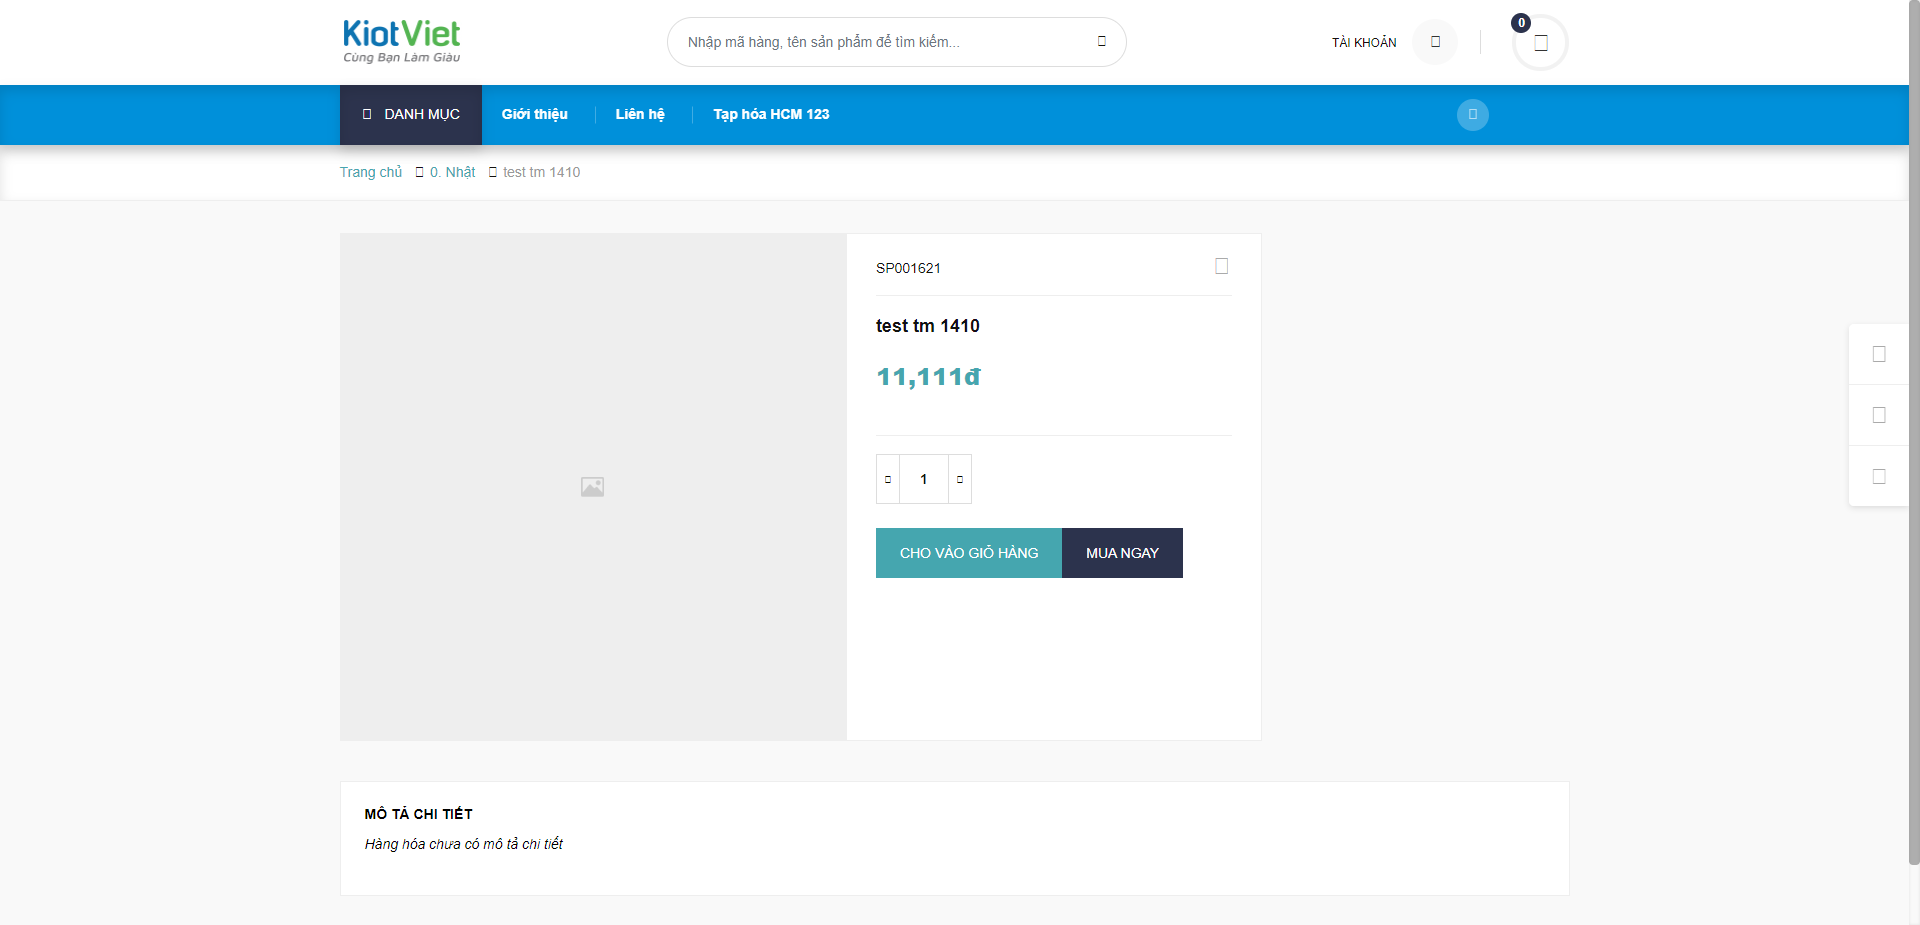 KiotViet
Cùng Bạn Làm Giàu
Nhập mã hàng, tên sản phẩm để tìm kiếm...
TÀI KHOẢN
0
DANH MỤC
Giới thiệu
Liên hệ
Tạp hóa HCM 123
Trang chủ 0. Nhật test tm 1410
SP001621
test tm 1410
11,111đ
1
CHO VÀO GIỎ HÀNG
MUA NGAY
MÔ TẢ CHI TIẾT
Hàng hóa chưa có mô tả chi tiết